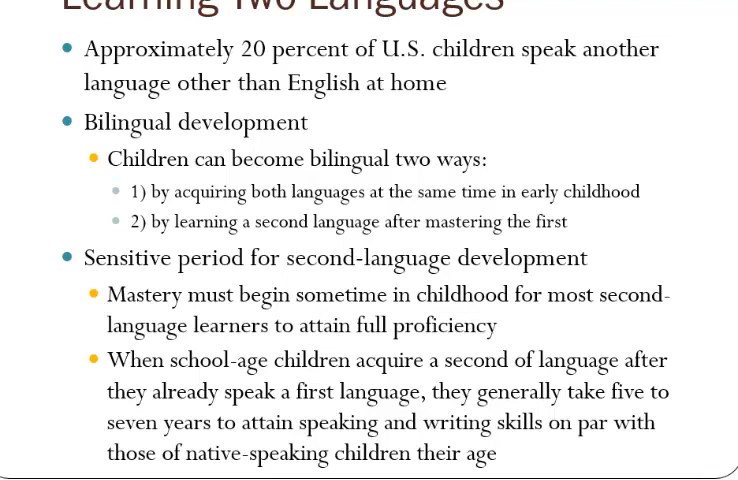 Learning Two Languages
• Approximately 20 percent of U.S. children speak another
language other than English at home
• Bilingual development
• Children can become bilingual two ways:
• 1) by acquiring both languages at the same time in early childhood
• 2) by learning a second language after mastering the first
• Sensitive period for second-language development
• Mastery must begin sometime in childhood for most second-
language learners to attain full proficiency
• When school-age children acquire a second of language after
they already speak a first language, they generally take five to
seven years to attain speaking and writing skills on par with
those of native-speaking children their age